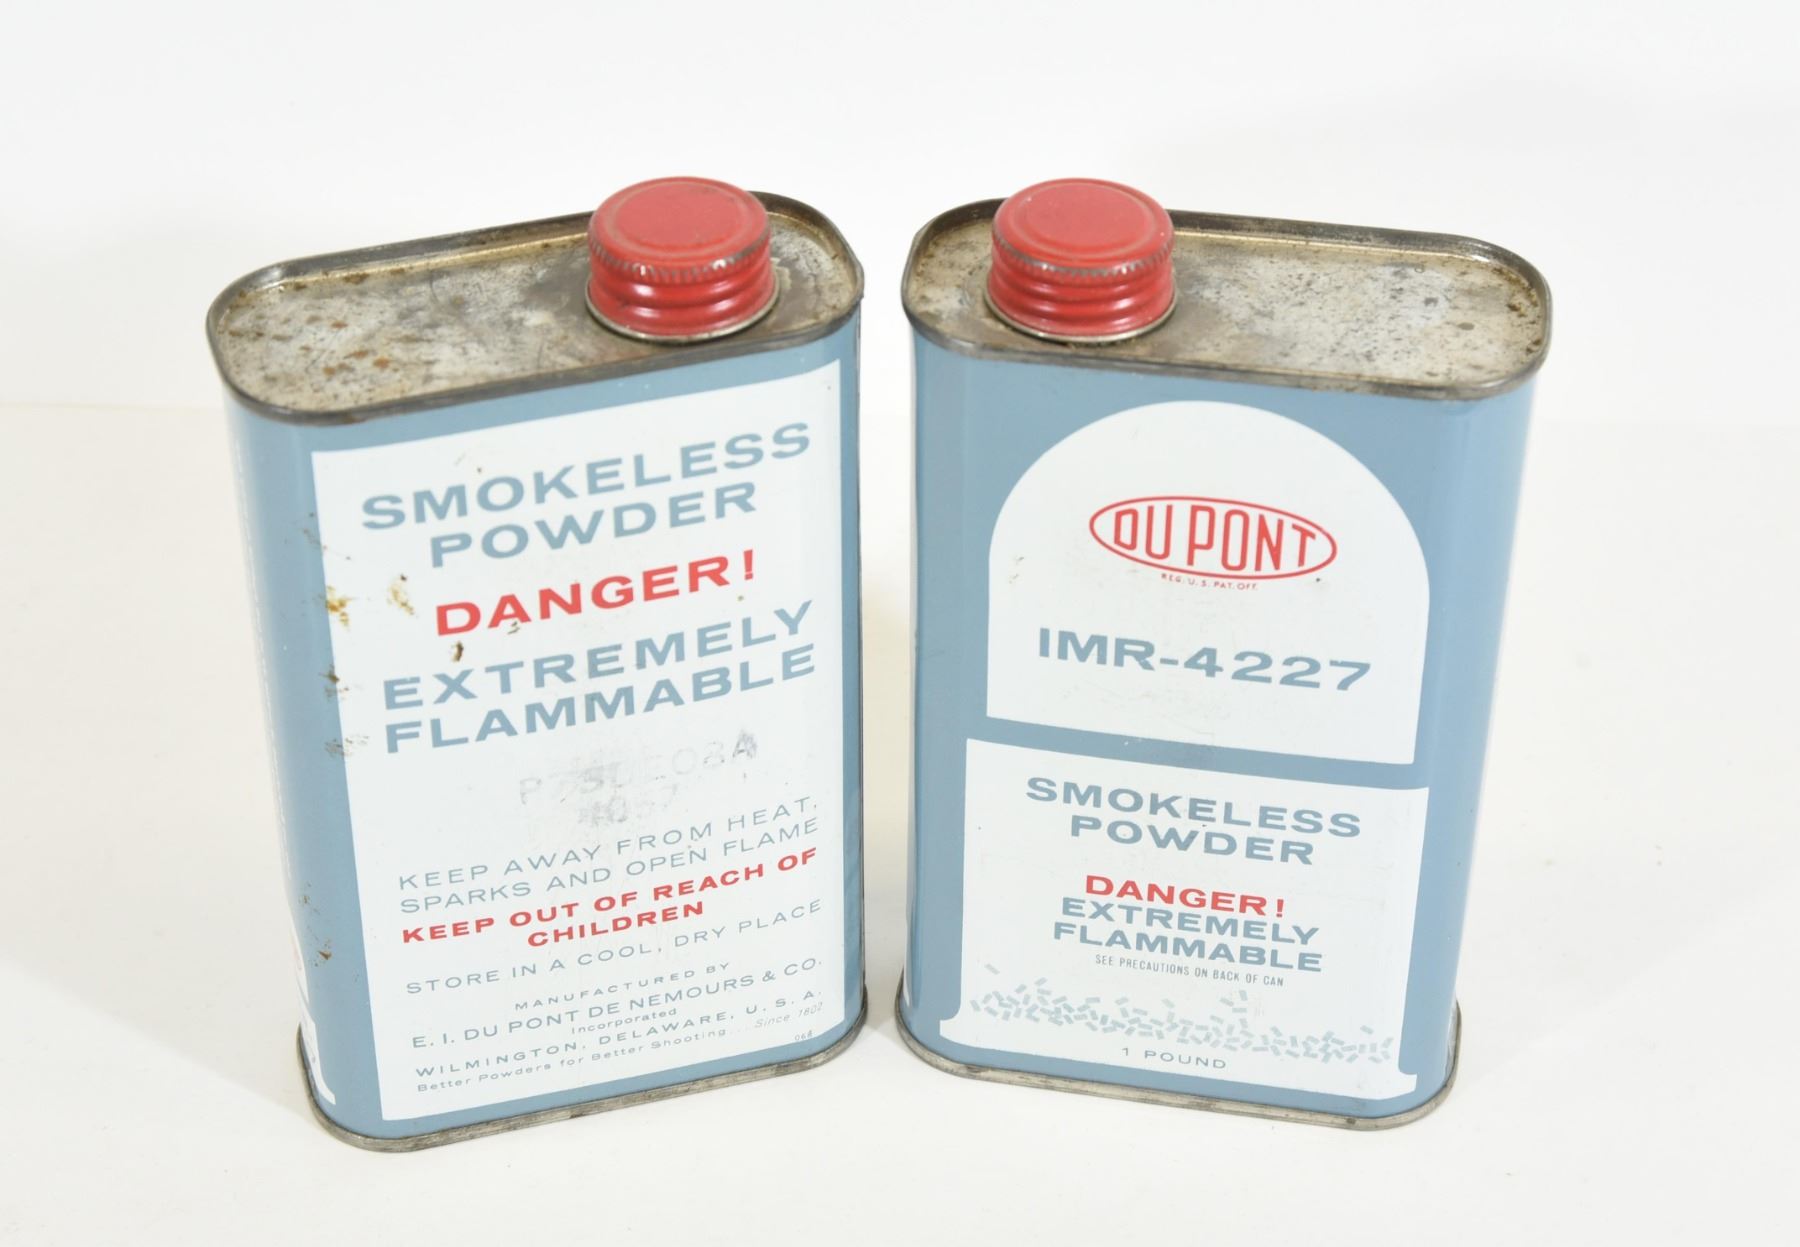 SMOKELESS
POWDER
DANGER!
EXTREMELY
FLAMMABLE
KEEP AWAY FROM HEAT,
SPARKS AND OPEN FLAME
KEEP OUT OF REACH OF
CHILDREN
STORE IN A COOL, DRY PLACE
MANUFACTURED BY
E. I. DU PONT DE NEMOURS & CO.
Incorporated
WILMINGTON, DELAWARE, U. S. A.
Better Powders for Better Shooting... Since 1802
068
DU PONT
REG. U. S. PAT. OFF.
IMR-4227
SMOKELESS
POWDER
DANGER!
EXTREMELY
FLAMMABLE
SEE PRECAUTIONS ON BACK OF CAN
1 POUND